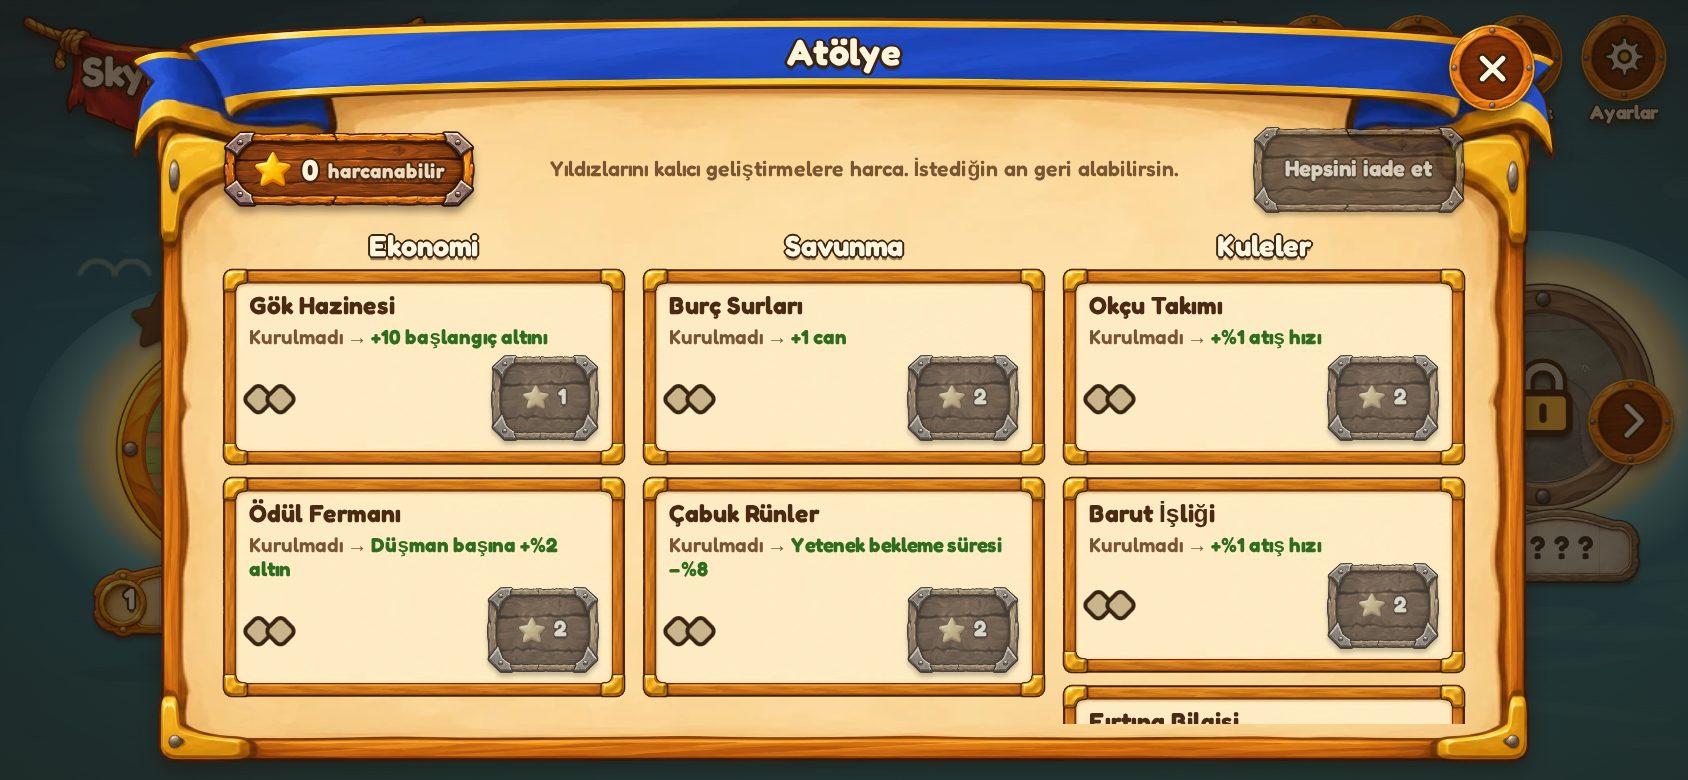 Atölye
Sky
Ayarlar
0 harcanabilir
Yıldızlarını kalıcı geliştirmelere harca. İstediğin an geri alabilirsin.
Hepsini iade et
Ekonomi
Savunma
Kuleler
Gök Hazinesi
Kurulmadı → +10 başlangıç altını
1
Burç Surları
Kurulmadı → +1 can
2
Okçu Takımı
Kurulmadı → +%1 atış hızı
2
Ödül Fermanı
Kurulmadı → Düşman başına +%2
altın
2
Çabuk Rünler
Kurulmadı → Yetenek bekleme süresi
−%8
2
Barut İşliği
Kurulmadı → +%1 atış hızı
2
Fırtına Bilgisi
1
???